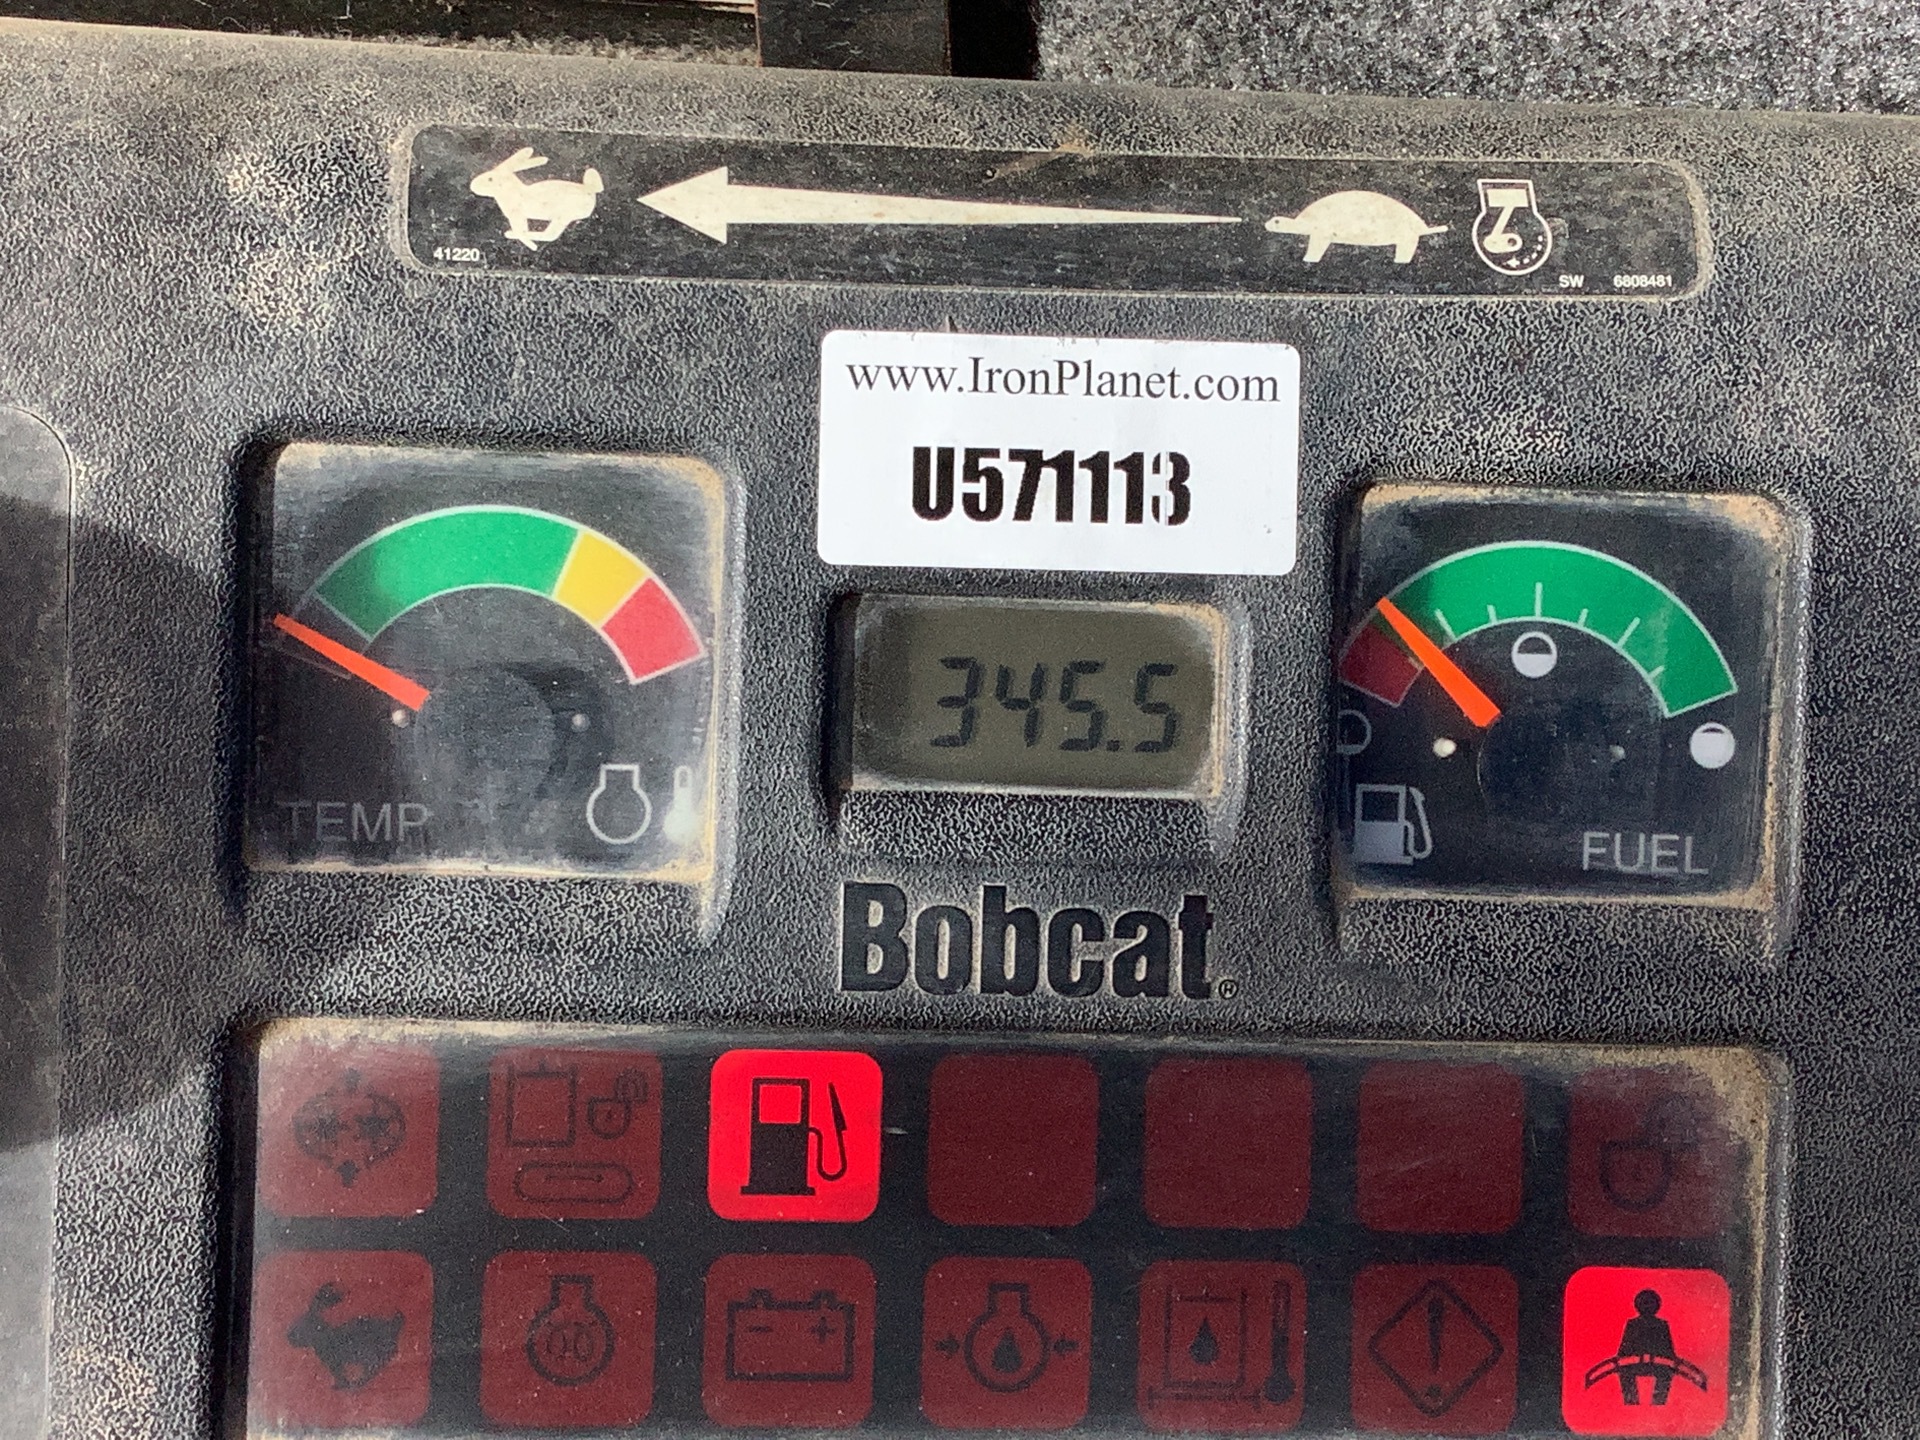 41220
SW 6808481
www.IronPlanet.com
U571113
345.5
TEMP
FUEL
Bobcat®